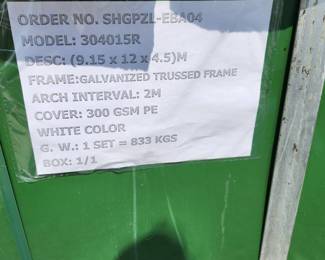 ORDER NO. SHGPZL-EBA04
MODEL: 304015R
DESC: (9.15 x 12 x 4.5)M
FRAME:GALVANIZED TRUSSED FRAME
ARCH INTERVAL: 2M
COVER: 300 GSM PE
WHITE COLOR
G. W.: 1 SET = 833 KGS
BOX: 1/1